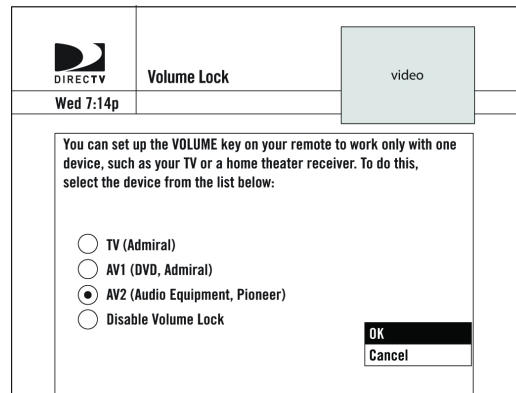 DIRECTV
Volume Lock
video
Wed 7:14p
You can set up the VOLUME key on your remote to work only with one
device, such as your TV or a home theater receiver. To do this,
select the device from the list below:
TV (Admiral)
AV1 (DVD, Admiral)
AV2 (Audio Equipment, Pioneer)
Disable Volume Lock
OK
Cancel